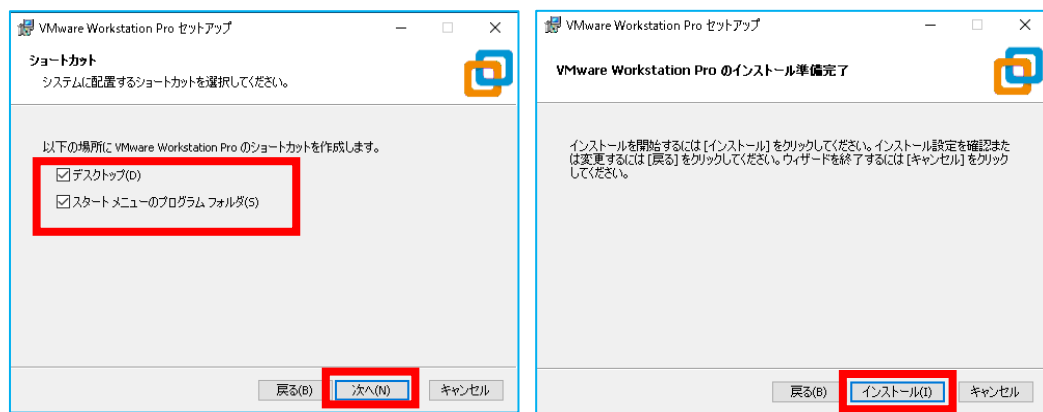 VMware Workstation Pro セットアップ
ショートカット
システムに配置するショートカットを選択してください。
以下の場所に VMware Workstation Pro のショートカットを作成します。
デスクトップ(D)
スタート メニューのプログラム フォルダ(S)
戻る(B)
次へ(N)
キャンセル
VMware Workstation Pro セットアップ
VMware Workstation Pro のインストール準備完了
インストールを開始するには [インストール] をクリックしてください。インストール設定を確認また
は変更するには [戻る] をクリックしてください。ウィザードを終了するには [キャンセル] をクリック
してください。
戻る(B)
インストール(I)
キャンセル